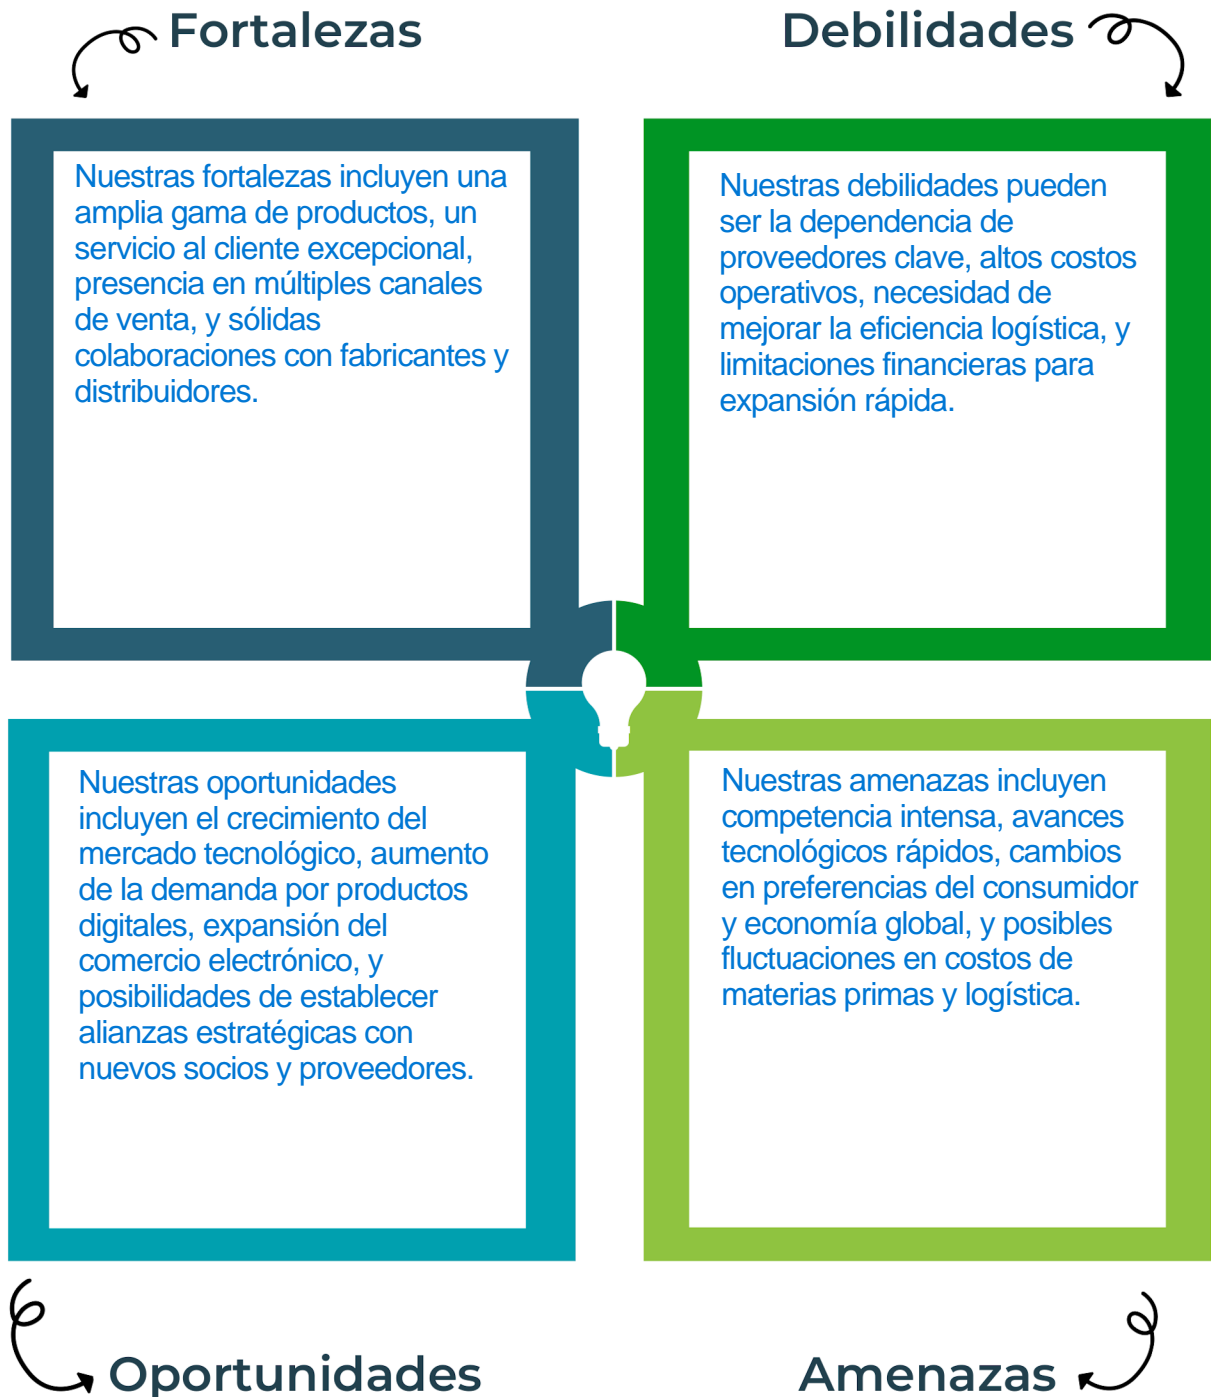 Fortalezas
Nuestras fortalezas incluyen una
amplia gama de productos, un
servicio al cliente excepcional,
presencia en múltiples canales
de venta, y sólidas
colaboraciones con fabricantes y
distribuidores.
Debilidades
Nuestras debilidades pueden
ser la dependencia de
proveedores clave, altos costos
operativos, necesidad de
mejorar la eficiencia logística, y
limitaciones financieras para
expansión rápida.
Nuestras oportunidades
incluyen el crecimiento del
mercado tecnológico, aumento
de la demanda por productos
digitales, expansión del
comercio electrónico, y
posibilidades de establecer
alianzas estratégicas con
nuevos socios y proveedores.
Oportunidades
Nuestras amenazas incluyen
competencia intensa, avances
tecnológicos rápidos, cambios
en preferencias del consumidor
y economía global, y posibles
fluctuaciones en costos de
materias primas y logística.
Amenazas